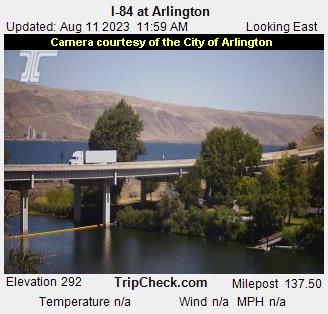 I-84 at Arlington
Updated: Aug 11 2023 11:59 AM Looking East
Camera courtesy of the City of Arlington
Elevation 292 TripCheck.com Milepost 137.50
Temperature n/a Wind n/a MPH n/a